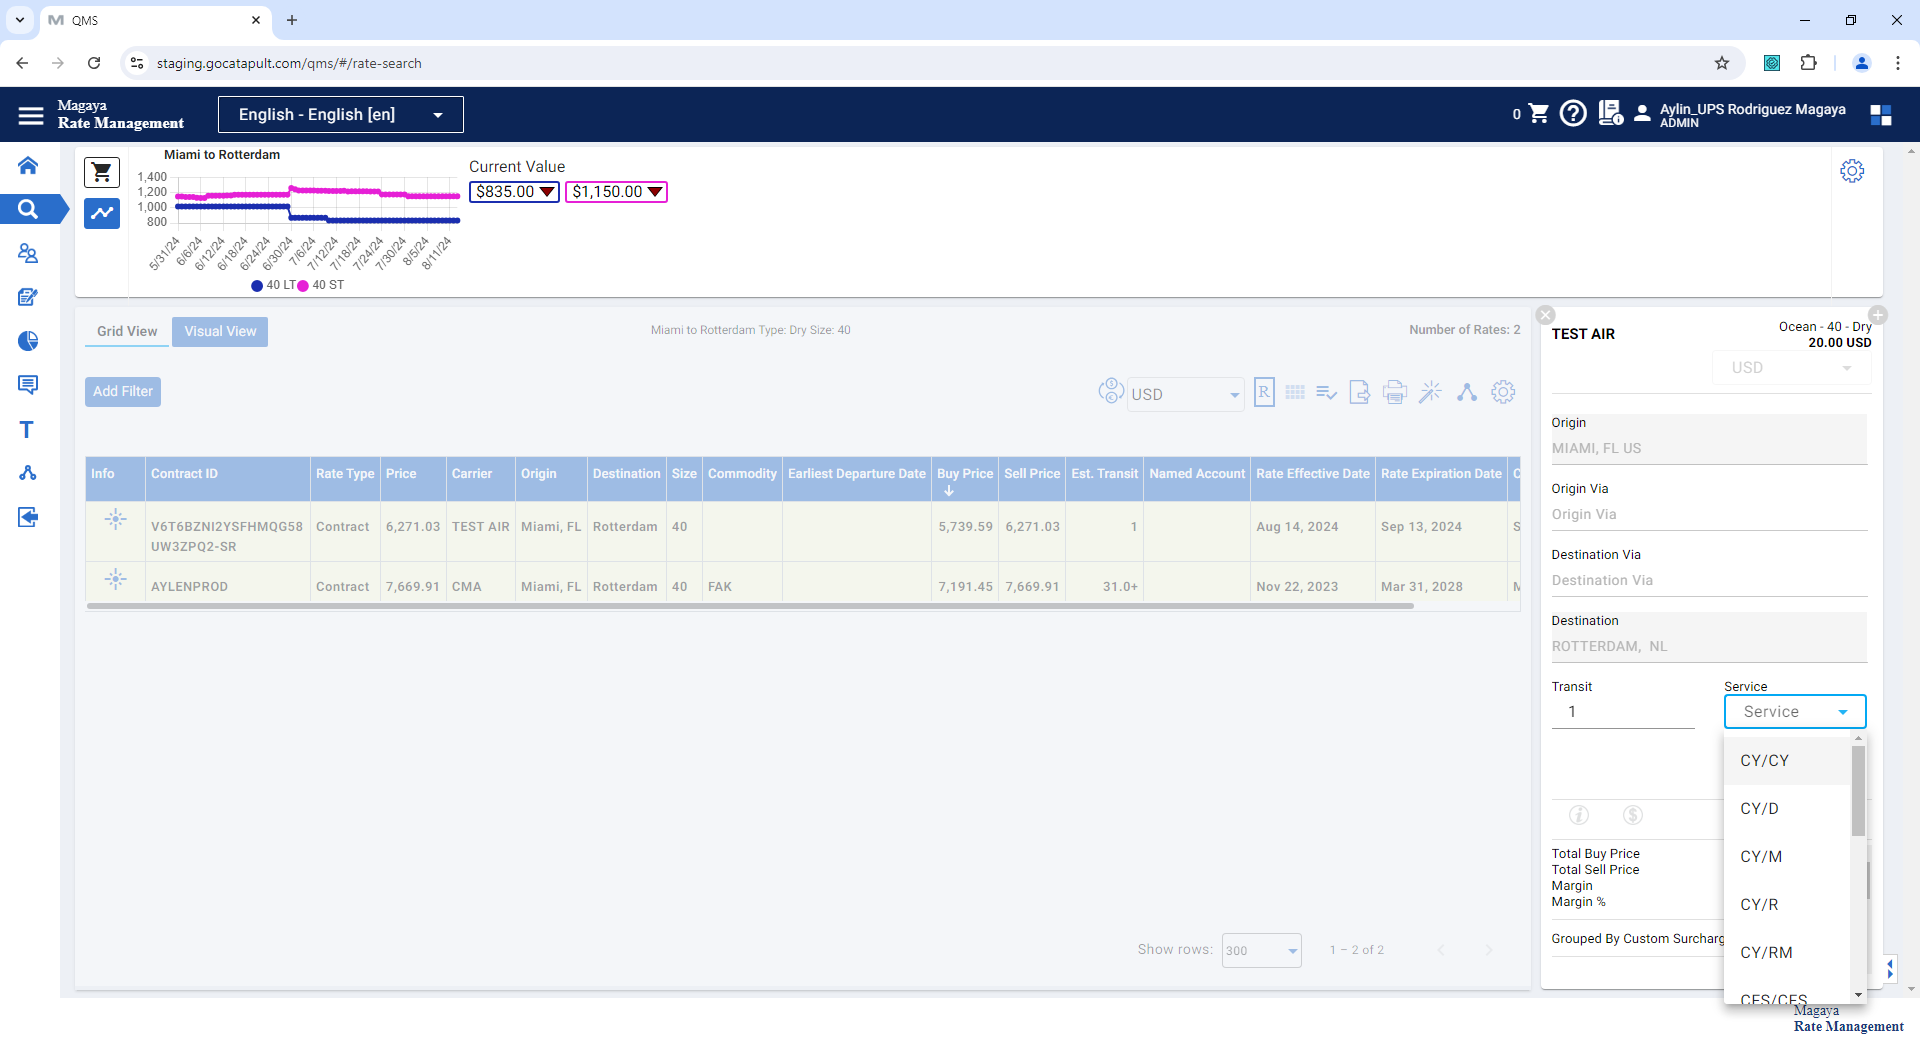 QMS
staging.gocatapult.com/qms/#/rate-search
Magaya
Rate Management
English - English [en]
0
Aylin_UPS Rodriguez Magaya
ADMIN
Miami to Rotterdam
1,400
1,200
1,000
800
5/31/24
6/6/24
6/12/24
6/18/24
6/24/24
6/30/24
7/6/24
7/12/24
7/18/24
7/24/24
7/30/24
8/5/24
8/11/24
40 LT 40 ST
Current Value
$835.00 $1,150.00
Grid View Visual View
Miami to Rotterdam Type: Dry Size: 40
Number of Rates: 2
Add Filter
USD
R
Info Contract ID Rate Type Price Carrier Origin Destination Size Commodity Earliest Departure Date Buy Price Sell Price Est. Transit Named Account Rate Effective Date Rate Expiration Date C
V6T6BZNI2YSFHMQG58 Contract 6,271.03 TEST AIR Miami, FL Rotterdam 40 5,739.59 6,271.03 1 Aug 14, 2024 Sep 13, 2024 S
UW3ZPQ2-SR
AYLENPROD Contract 7,669.91 CMA Miami, FL Rotterdam 40 FAK 7,191.45 7,669.91 31.0+ Nov 22, 2023 Mar 31, 2028 M
Show rows: 300 1 – 2 of 2
TEST AIR
Ocean - 40 - Dry
20.00 USD
USD
Origin
MIAMI, FL US
Origin Via
Origin Via
Destination Via
Destination Via
Destination
ROTTERDAM, NL
Transit Service
1 Service
CY/CY
CY/D
CY/M
CY/R
CY/RM
CFS/CFS
Total Buy Price
Total Sell Price
Margin
Margin %
Grouped By Custom Surcharg
Magaya
Rate Management